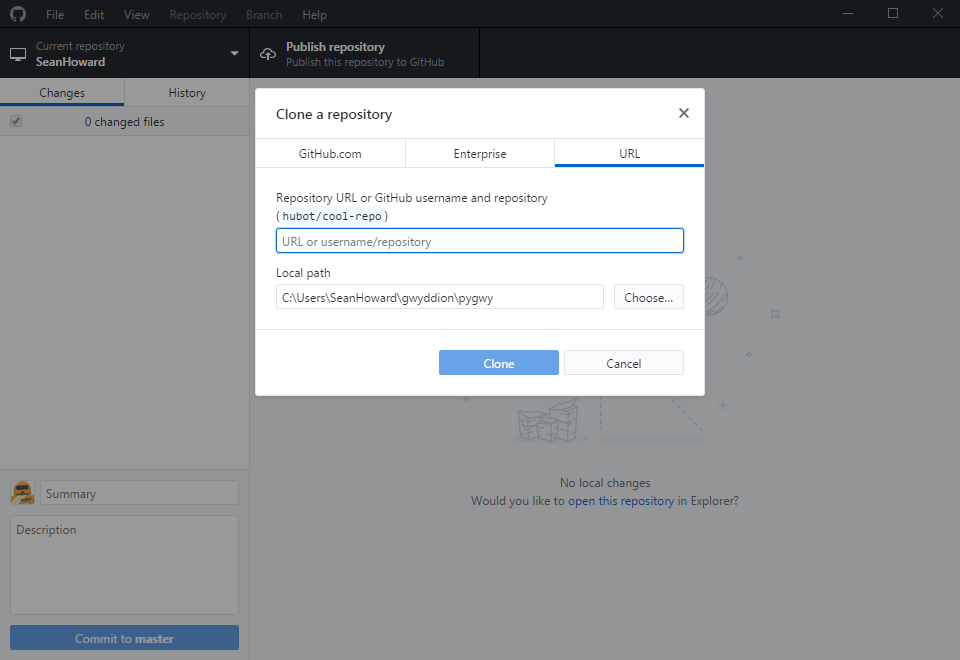 File Edit View Repository Branch Help
Current repository
SeanHoward
Publish repository
Publish this repository to GitHub
Changes History
0 changed files
Clone a repository
GitHub.com Enterprise URL
Repository URL or GitHub username and repository
(hubot/cool-repo)
URL or username/repository
Local path
C:\Users\SeanHoward\gwyddion\pygwy
Choose...
Clone Cancel
No local changes
Would you like to open this repository in Explorer?
Summary
Description
Commit to master